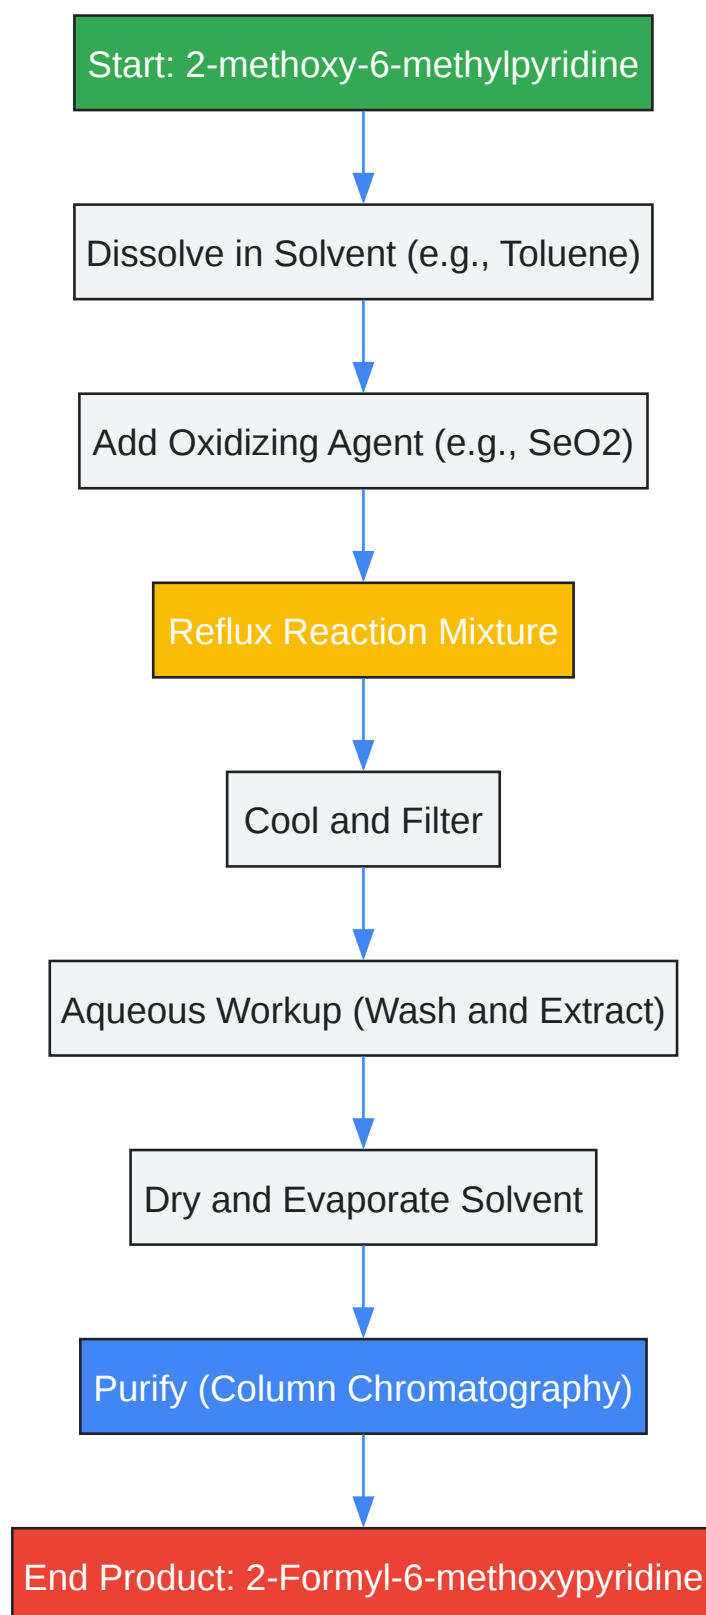 Start: 2-methoxy-6-methylpyridine
Dissolve in Solvent (e.g., Toluene)
Add Oxidizing Agent (e.g., SeO2)
Reflux Reaction Mixture
Cool and Filter
Aqueous Workup (Wash and Extract)
Dry and Evaporate Solvent
Purify (Column Chromatography)
End Product: 2-Formyl-6-methoxypyridine